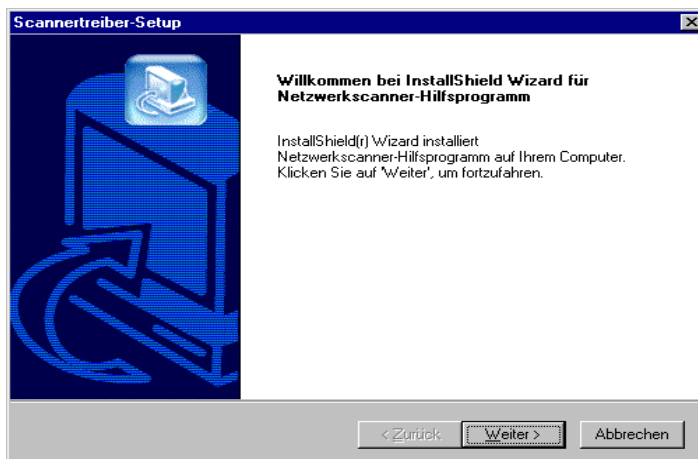 Scannertreiber-Setup
Willkommen bei InstallShield Wizard für
Netzwerkscanner-Hilfsprogramm
InstallShield(r) Wizard installiert
Netzwerkscanner-Hilfsprogramm auf Ihrem Computer.
Klicken Sie auf 'Weiter', um fortzufahren.
< Zurück
Weiter >
Abbrechen